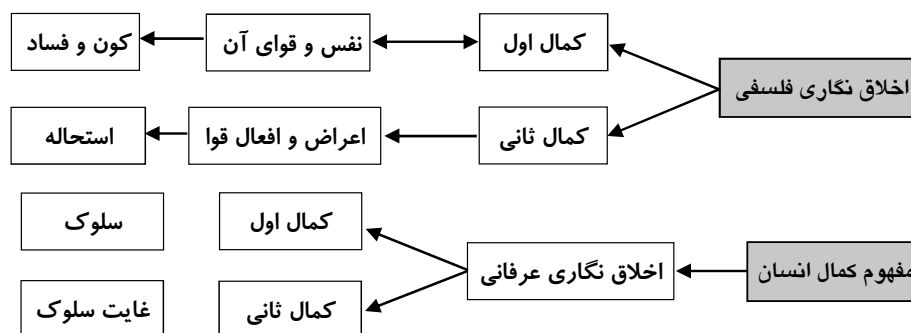 کمال اول
نفس و قوای آن
کون و فساد
اخلاق نگاری فلسفی
کمال ثانی
اعراض و افعال قوا
استحاله
کمال اول
سلوک
مفهوم کمال انسان
اخلاق نگاری عرفانی
کمال ثانی
غایت سلوک